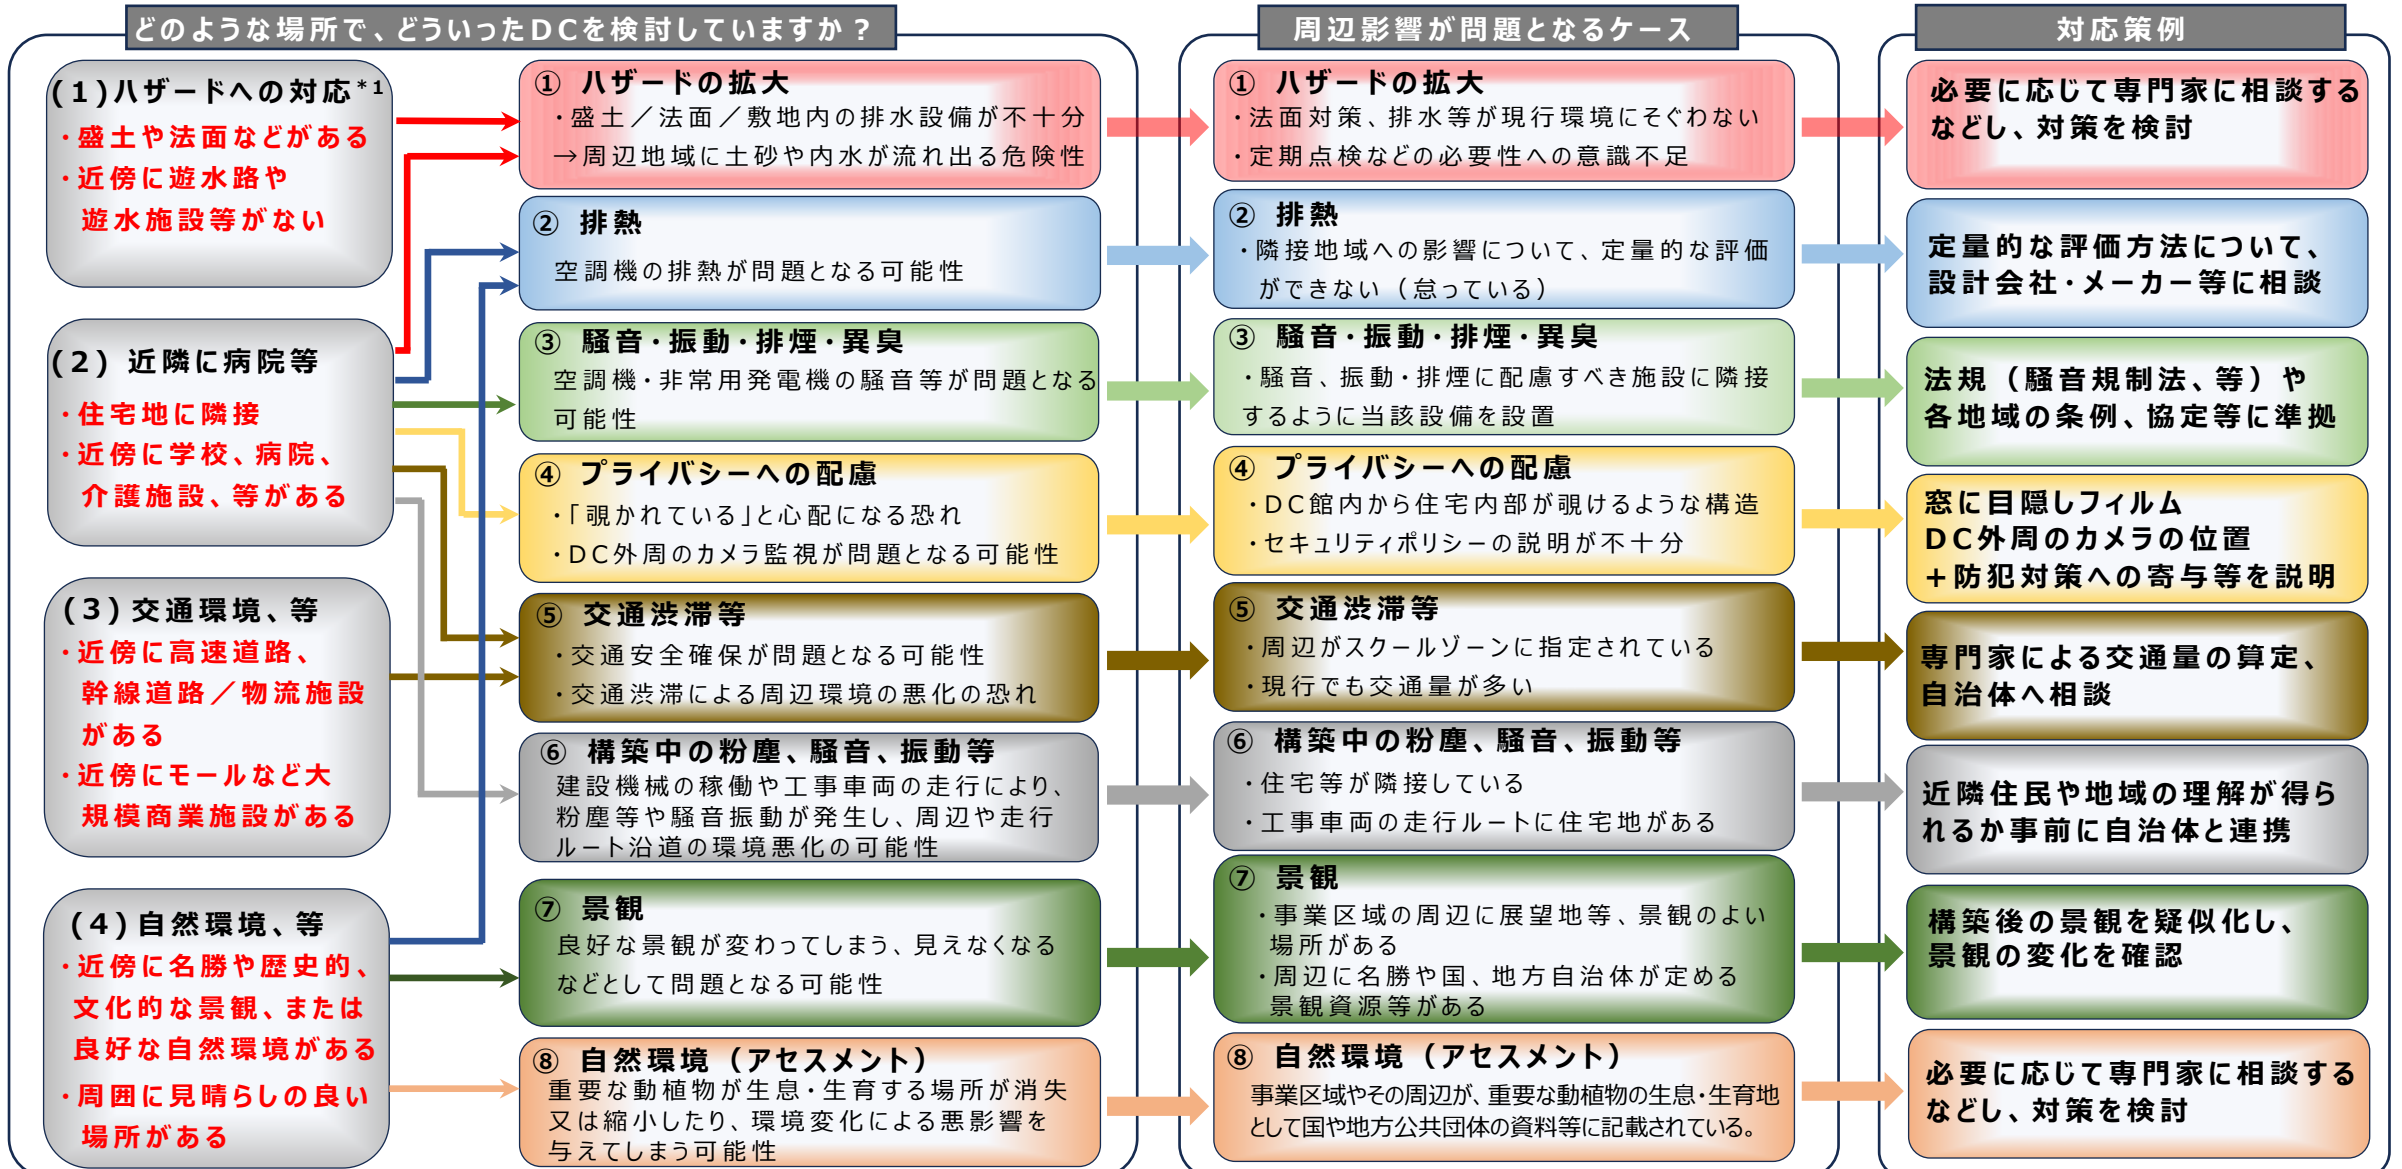 どのような場所で、どういったDCを検討していますか？
(1)ハザードへの対応*1
・盛土や法面などがある
・近傍に遊水路や
遊水施設等がない
(2) 近隣に病院等
・住宅地に隣接
・近傍に学校、病院、
介護施設、等がある
(3)交通環境、等
・近傍に高速道路、
幹線道路／物流施設
がある
・近傍にモールなど大
規模商業施設がある
(4)自然環境、等
・近傍に名勝や歴史的、
文化的な景観、または
良好な自然環境がある
・周囲に見晴らしの良い
場所がある
① ハザードの拡大
・盛土／法面／敷地内の排水設備が不十分
→周辺地域に土砂や内水が流れ出る危険性
② 排熱
空調機の排熱が問題となる可能性
③ 騒音・振動・排煙・異臭
空調機・非常用発電機の騒音等が問題となる
可能性
④ プライバシーへの配慮
・「覗かれている」と心配になる恐れ
・DC外周のカメラ監視が問題となる可能性
⑤ 交通渋滞等
・交通安全確保が問題となる可能性
・交通渋滞による周辺環境の悪化の恐れ
⑥ 構築中の粉塵、騒音、振動等
建設機械の稼働や工事車両の走行により、
粉塵等や騒音振動が発生し、周辺や走行
ルート沿道の環境悪化の可能性
⑦ 景観
良好な景観が変わってしまう、見えなくなる
などとして問題となる可能性
⑧ 自然環境（アセスメント）
重要な動植物が生息・生育する場所が消失
又は縮小したり、環境変化による悪影響を
与えてしまう可能性
周辺影響が問題となるケース
① ハザードの拡大
・法面対策、排水等が現行環境にそぐわない
・定期点検などの必要性への意識不足
② 排熱
・隣接地域への影響について、定量的な評価
ができない（怠っている）
③ 騒音・振動・排煙・異臭
・騒音、振動・排煙に配慮すべき施設に隣接
するように当該設備を設置
④ プライバシーへの配慮
・DC館内から住宅内部が覗けるような構造
・セキュリティポリシーの説明が不十分
⑤ 交通渋滞等
・周辺がスクールゾーンに指定されている
・現行でも交通量が多い
⑥ 構築中の粉塵、騒音、振動等
・住宅等が隣接している
・工事車両の走行ルートに住宅地がある
⑦ 景観
・事業区域の周辺に展望地等、景観のよい
場所がある
・周辺に名勝や国、地方自治体が定める
景観資源等がある
⑧ 自然環境（アセスメント）
事業区域やその周辺が、重要な動植物の生息・生育地
として国や地方公共団体の資料等に記載されている。
対応策例
必要に応じて専門家に相談する
などし、対策を検討
定量的な評価方法について、
設計会社・メーカー等に相談
法規（騒音規制法、等）や
各地域の条例、協定等に準拠
窓に目隠しフィルム
DC外周のカメラの位置
＋防犯対策への寄与等を説明
専門家による交通量の算定、
自治体へ相談
近隣住民や地域の理解が得ら
れるか事前に自治体と連携
構築後の景観を疑似化し、
景観の変化を確認
必要に応じて専門家に相談する
などし、対策を検討